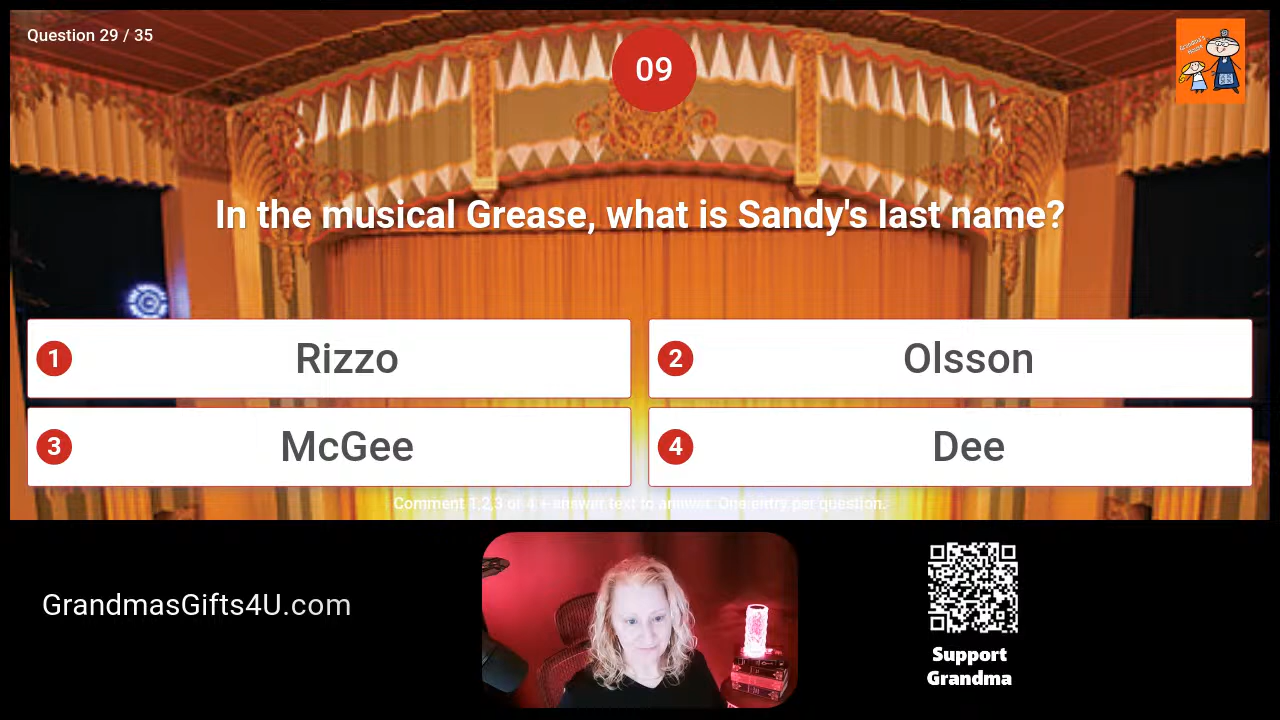 Question 29 / 35
09
Grandma's
House
In the musical Grease, what is Sandy's last name?
1 Rizzo
2 Olsson
3 McGee
4 Dee
Comment 1,2,3 or 4 + answer text to answer. One entry per question.
GrandmasGifts4U.com
Support
Grandma